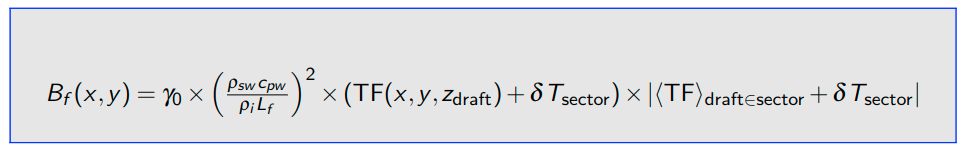 B_f(x,y) = γ_0 × (ρ_sw c_pw / ρ_i L_f)^2 × (TF(x,y,z_draft) + δT_sector) × |⟨TF⟩_draft∈sector + δT_sector|